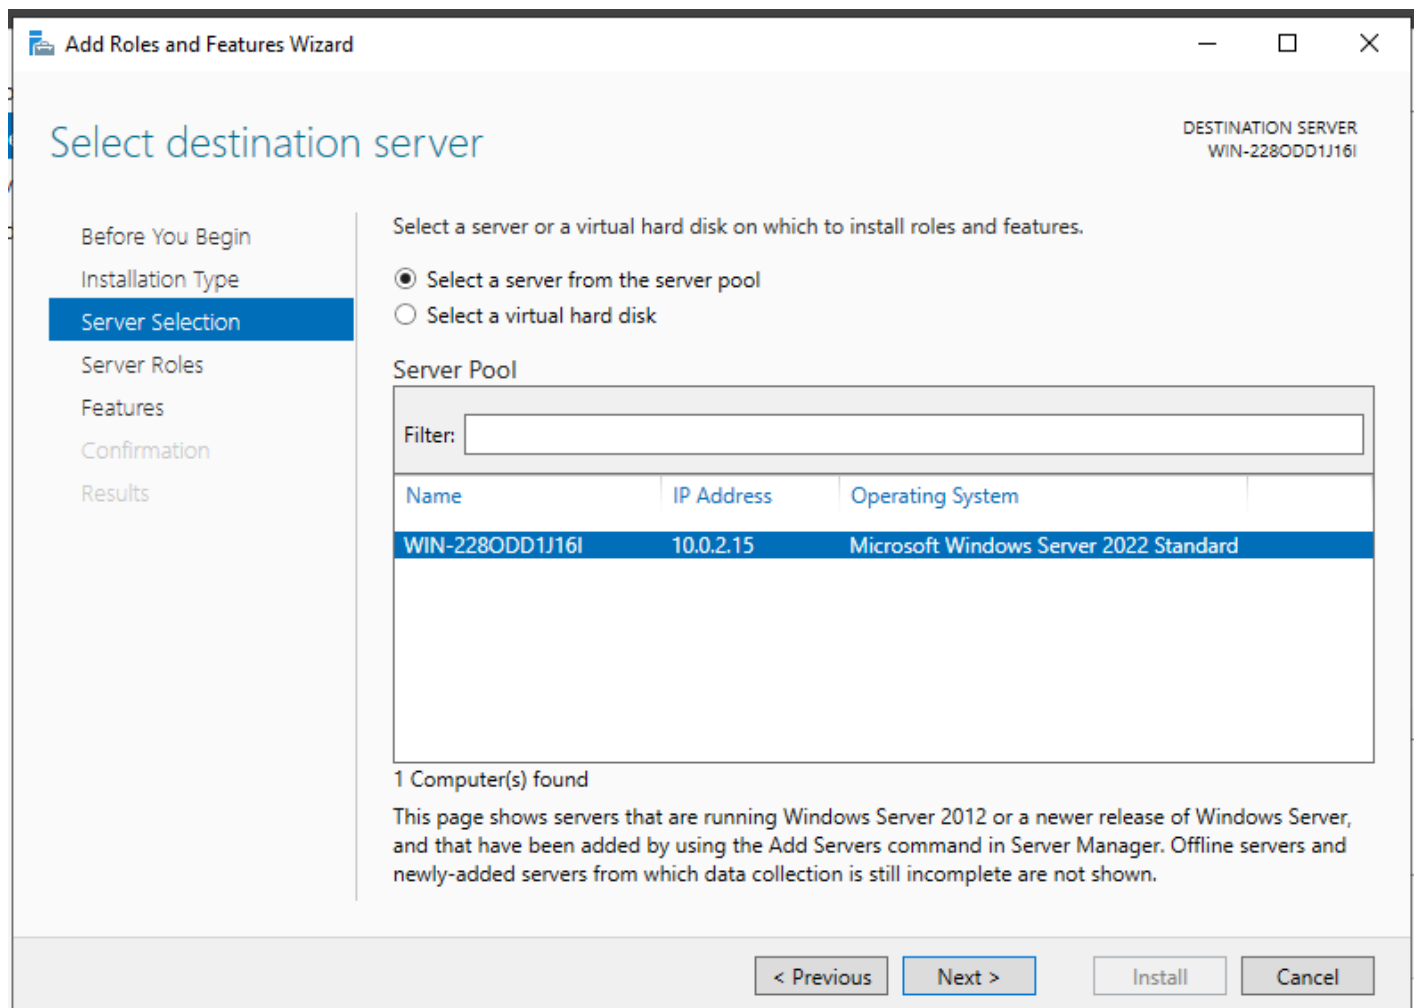 Add Roles and Features Wizard
Select destination server
DESTINATION SERVER
WIN-228ODD1J16I
Before You Begin
Installation Type
Server Selection
Server Roles
Features
Confirmation
Results
Select a server or a virtual hard disk on which to install roles and features.
Select a server from the server pool
Select a virtual hard disk
Server Pool
Filter:
Name IP Address Operating System
WIN-228ODD1J16I 10.0.2.15 Microsoft Windows Server 2022 Standard
1 Computer(s) found
This page shows servers that are running Windows Server 2012 or a newer release of Windows Server,
and that have been added by using the Add Servers command in Server Manager. Offline servers and
newly-added servers from which data collection is still incomplete are not shown.
< Previous Next > Install Cancel